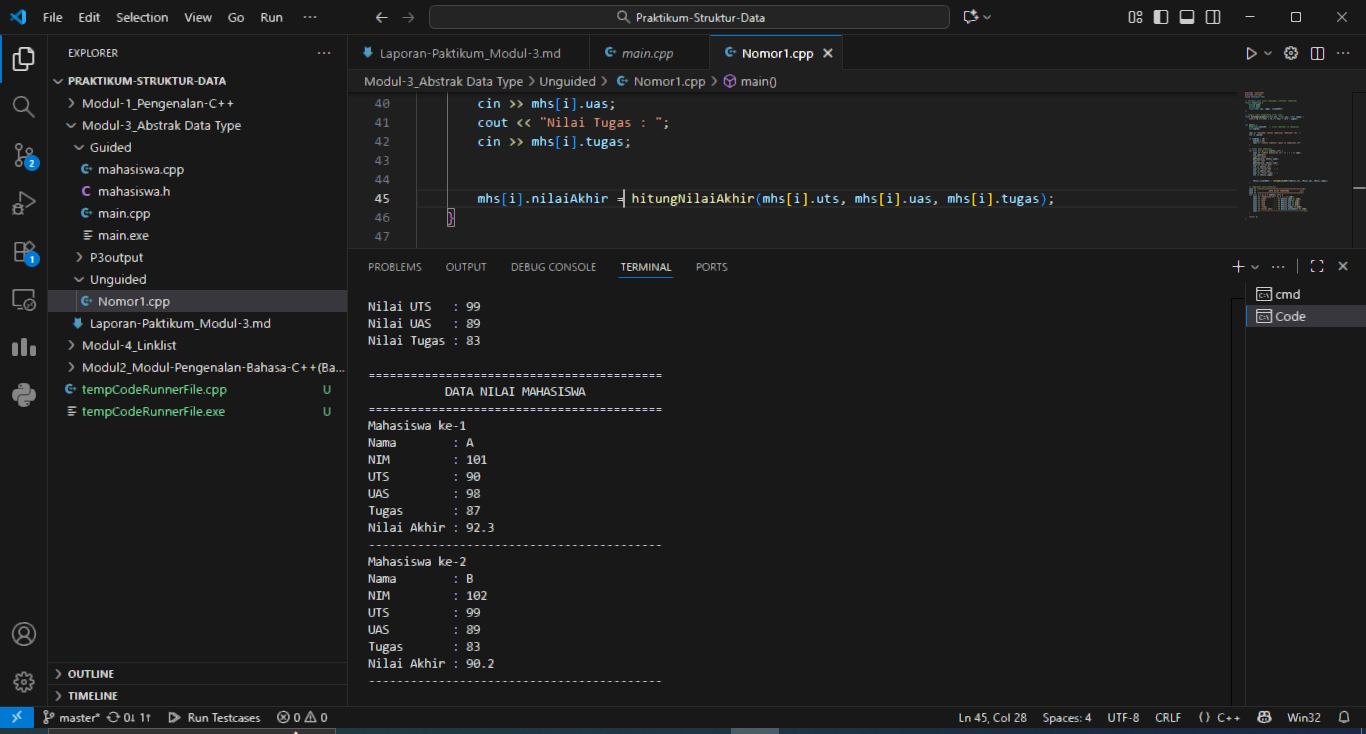 File Edit Selection View Go Run ··· Praktikum-Struktur-Data
EXPLORER ···
PRAKTIKUM-STRUKTUR-DATA
Modul-1_Pengenalan-C++
Modul-3_Abstrak Data Type
Guided
mahasiswa.cpp
C mahasiswa.h
main.cpp
main.exe
P3output
Unguided
Nomor1.cpp
Laporan-Paktikum_Modul-3.md
Modul-4_Linklist
Modul2_Modul-Pengenalan-Bahasa-C++(Ba...
tempCodeRunnerFile.cpp U
tempCodeRunnerFile.exe U
OUTLINE
TIMELINE
2
1
Laporan-Paktikum_Modul-3.md main.cpp Nomor1.cpp
Modul-3_Abstrak Data Type > Unguided > Nomor1.cpp > main()
40 cin >> mhs[i].uas;
41 cout << "Nilai Tugas : ";
42 cin >> mhs[i].tugas;
43
44
45 mhs[i].nilaiAkhir = hitungNilaiAkhir(mhs[i].uts, mhs[i].uas, mhs[i].tugas);
46 }
47
PROBLEMS OUTPUT DEBUG CONSOLE TERMINAL PORTS
Nilai UTS : 99
Nilai UAS : 89
Nilai Tugas : 83
==========================================
DATA NILAI MAHASISWA
==========================================
Mahasiswa ke-1
Nama : A
NIM : 101
UTS : 90
UAS : 98
Tugas : 87
Nilai Akhir : 92.3
------------------------------------------
Mahasiswa ke-2
Nama : B
NIM : 102
UTS : 99
UAS : 89
Tugas : 83
Nilai Akhir : 90.2
------------------------------------------
cmd
Code
master* 0↓ 1↑ Run Testcases 0 0 Ln 45, Col 28 Spaces: 4 UTF-8 CRLF () C++ Win32